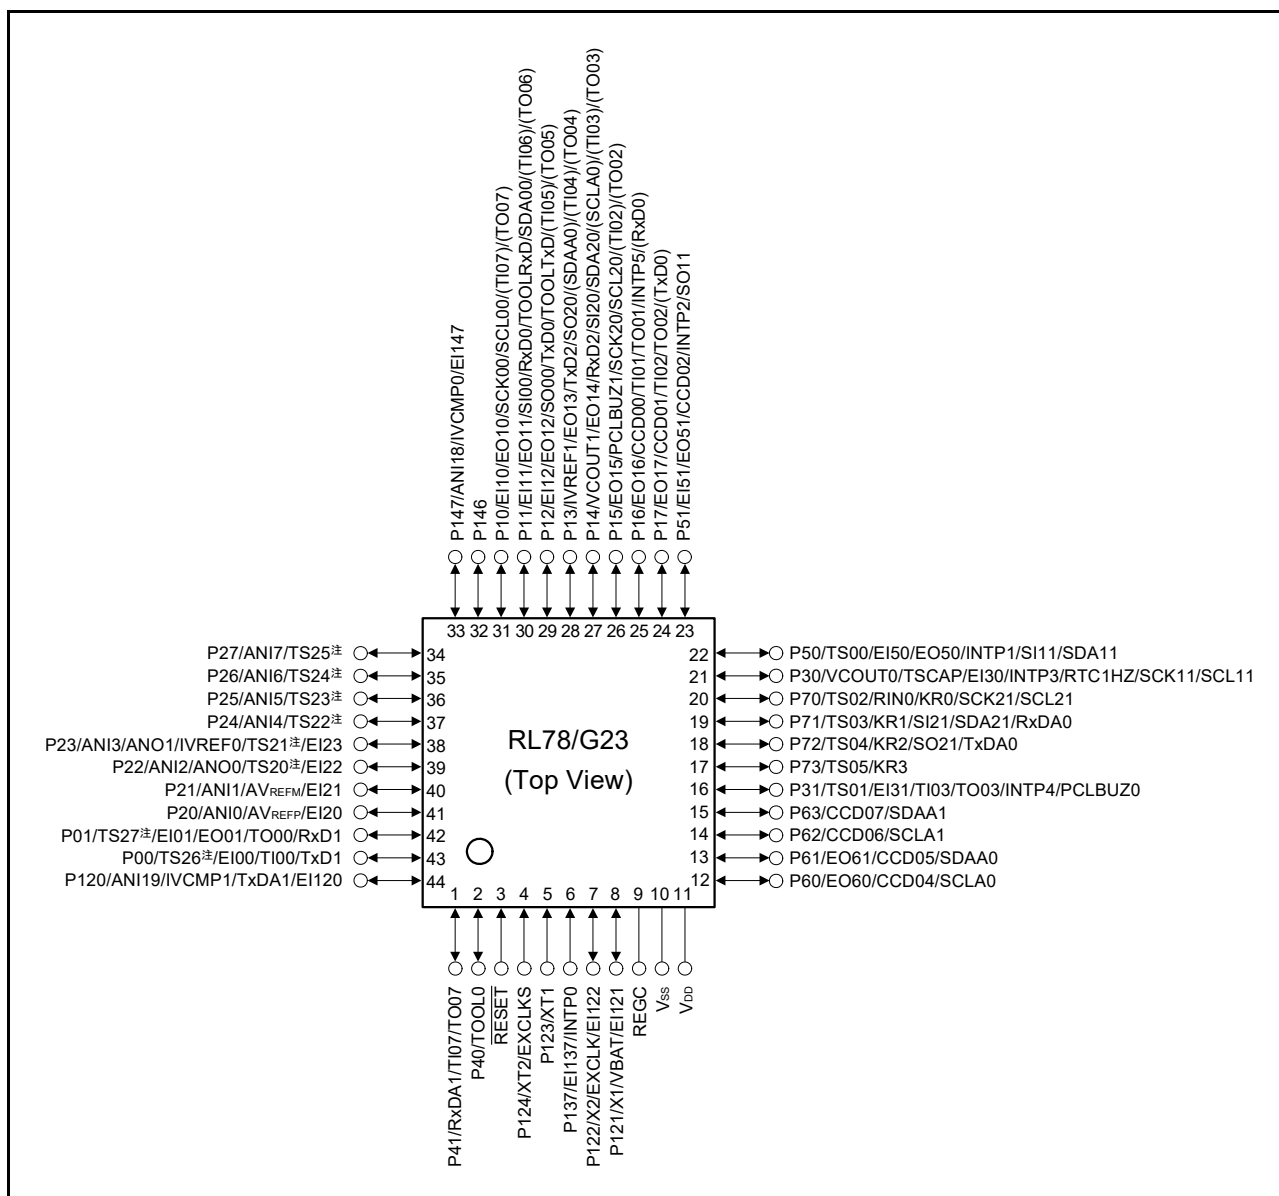 P147/ANI18/IVCMP0/EI147
P146
P10/EI10/EO10/SCK00/SCL00/(TI07)/(TO07)
P11/EI11/EO11/SI00/RxD0/TOOLRxD/SDA00/(TI06)/(TO06)
P12/EI12/EO12/SO00/TxD0/TOOLTxD/(TI05)/(TO05)
P13/IVREF1/EO13/TxD2/SO20/(SDAA0)/(TI04)/(TO04)
P14/VCOUT1/EO14/RxD2/SI20/SDA20/(SCLA0)/(TI03)/(TO03)
P15/EO15/PCLBUZ1/SCK20/SCL20/(TI02)/(TO02)
P16/EO16/CCD00/TI01/TO01/INTP5/(RxD0)
P17/EO17/CCD01/TI02/TO02/(TxD0)
P51/EI51/EO51/CCD02/INTP2/SO11
33 32 31 30 29 28 27 26 25 24 23
P27/ANI7/TS25注 34
P26/ANI6/TS24注 35
P25/ANI5/TS23注 36
P24/ANI4/TS22注 37
P23/ANI3/ANO1/IVREF0/TS21注/EI23 38
P22/ANI2/ANO0/TS20注/EI22 39
P21/ANI1/AVREFM/EI21 40
P20/ANI0/AVREFP/EI20 41
P01/TS27注/EI01/EO01/TO00/RxD1 42
P00/TS26注/EI00/TI00/TxD1 43
P120/ANI19/IVCMP1/TxDA1/EI120 44
RL78/G23
(Top View)
22 P50/TS00/EI50/EO50/INTP1/SI11/SDA11
21 P30/VCOUT0/TSCAP/EI30/INTP3/RTC1HZ/SCK11/SCL11
20 P70/TS02/RIN0/KR0/SCK21/SCL21
19 P71/TS03/KR1/SI21/SDA21/RxDA0
18 P72/TS04/KR2/SO21/TxDA0
17 P73/TS05/KR3
16 P31/TS01/EI31/TI03/TO03/INTP4/PCLBUZ0
15 P63/CCD07/SDAA1
14 P62/CCD06/SCLA1
13 P61/EO61/CCD05/SDAA0
12 P60/EO60/CCD04/SCLA0
1 2 3 4 5 6 7 8 9 10 11
P41/RxDA1/TI07/TO07
P40/TOOL0
RESET
P124/XT2/EXCLKS
P123/XT1
P137/EI137/INTP0
P122/X2/EXCLK/EI122
P121/X1/VBAT/EI121
REGC
VSS
VDD